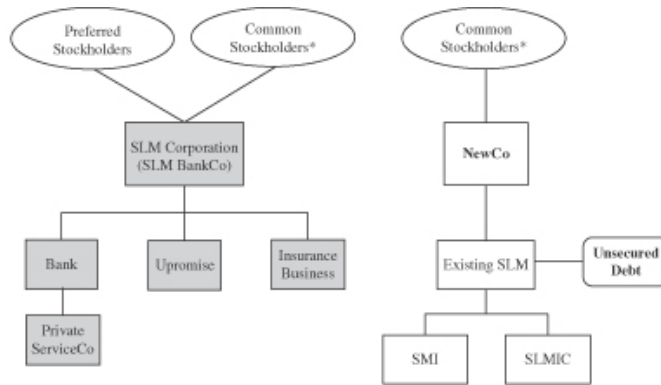 Preferred
Stockholders
Common
Stockholders*
Common
Stockholders*
SLM Corporation
(SLM BankCo)
NewCo
Bank
Upromise
Insurance
Business
Existing SLM
Unsecured
Debt
Private
ServiceCo
SMI
SLMIC